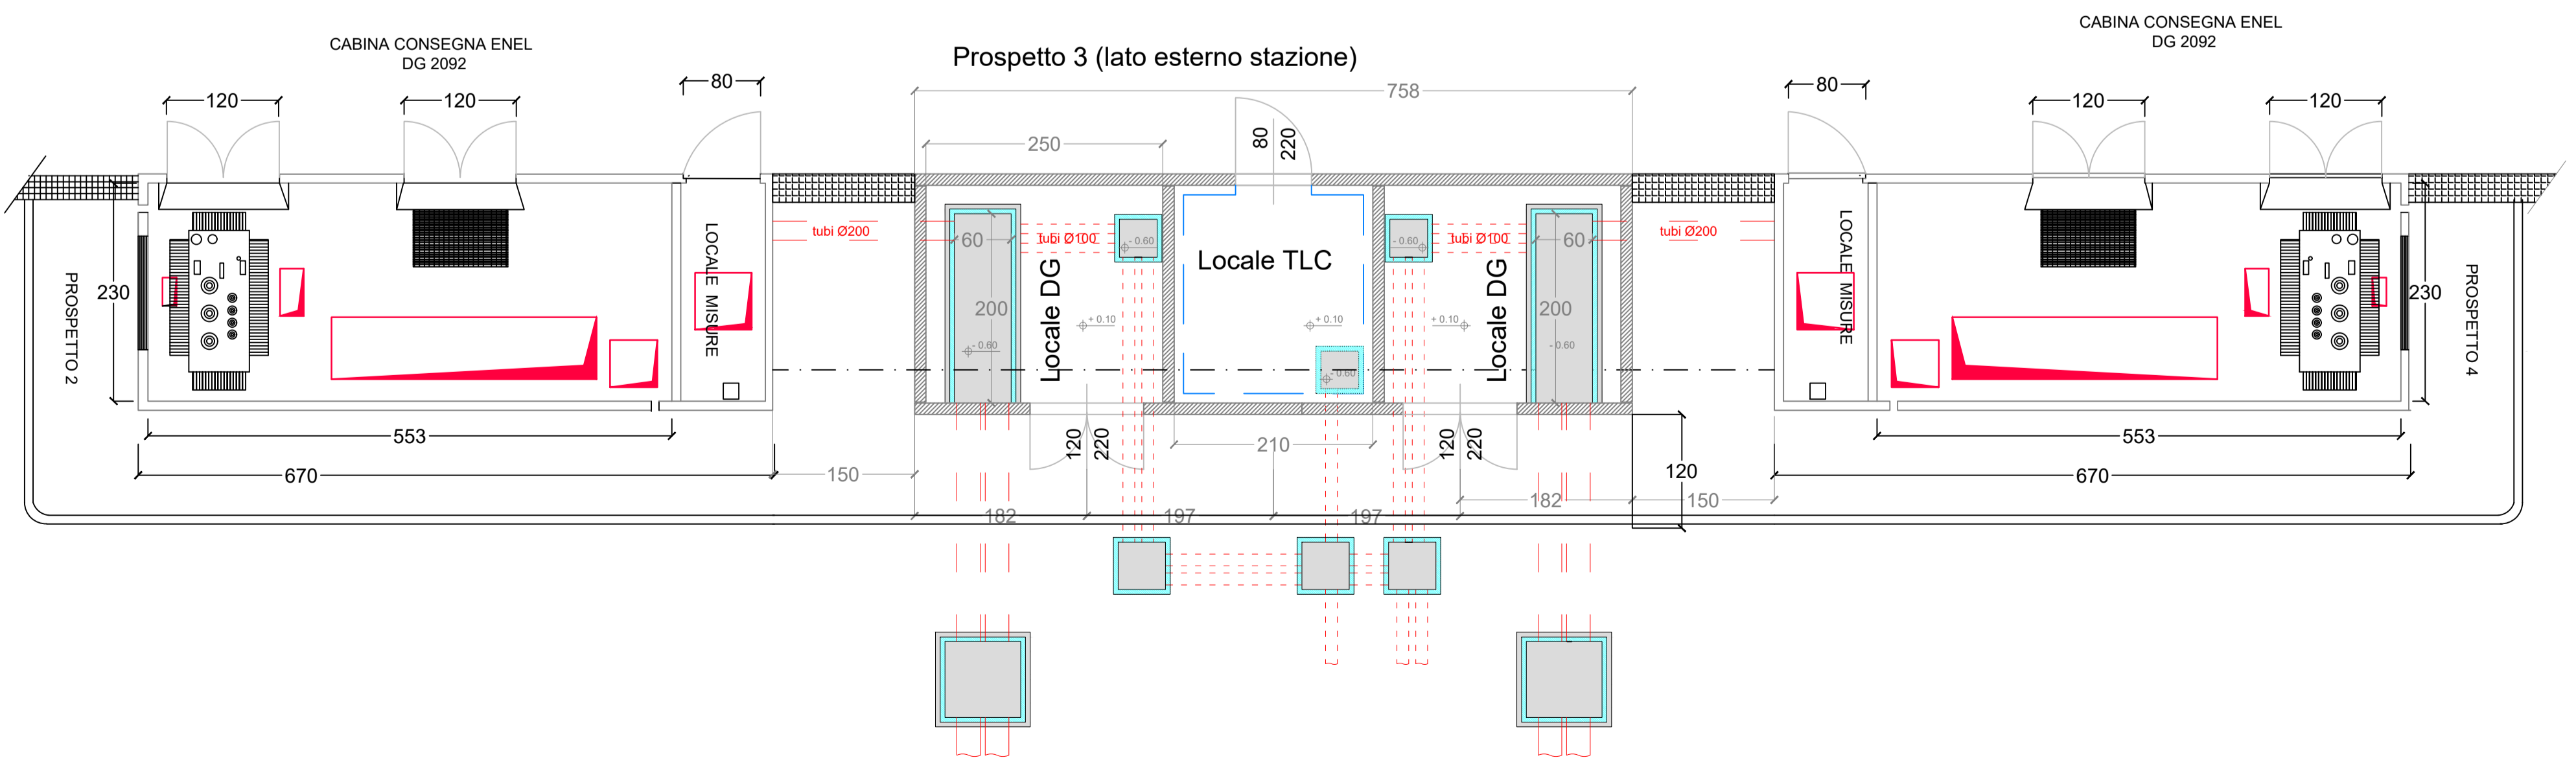 CABINA CONSEGNA ENEL
DG 2092
Prospetto 3 (lato esterno stazione)
CABINA CONSEGNA ENEL
DG 2092
120
120
80
758
80
120
120
250
80
220
tubi Ø200
60
tubi Ø100
- 0.60
Locale TLC
- 0.60
tubi Ø100
60
tubi Ø200
PROSPETTO 2
230
LOCALE MISURE
200
- 0.60
Locale DG
+ 0.10
+ 0.10
- 0.60
+ 0.10
Locale DG
200
- 0.60
LOCALE MISURE
230
PROSPETTO 4
553
120
220
210
120
220
553
670
150
120
670
182
150
182
197
197